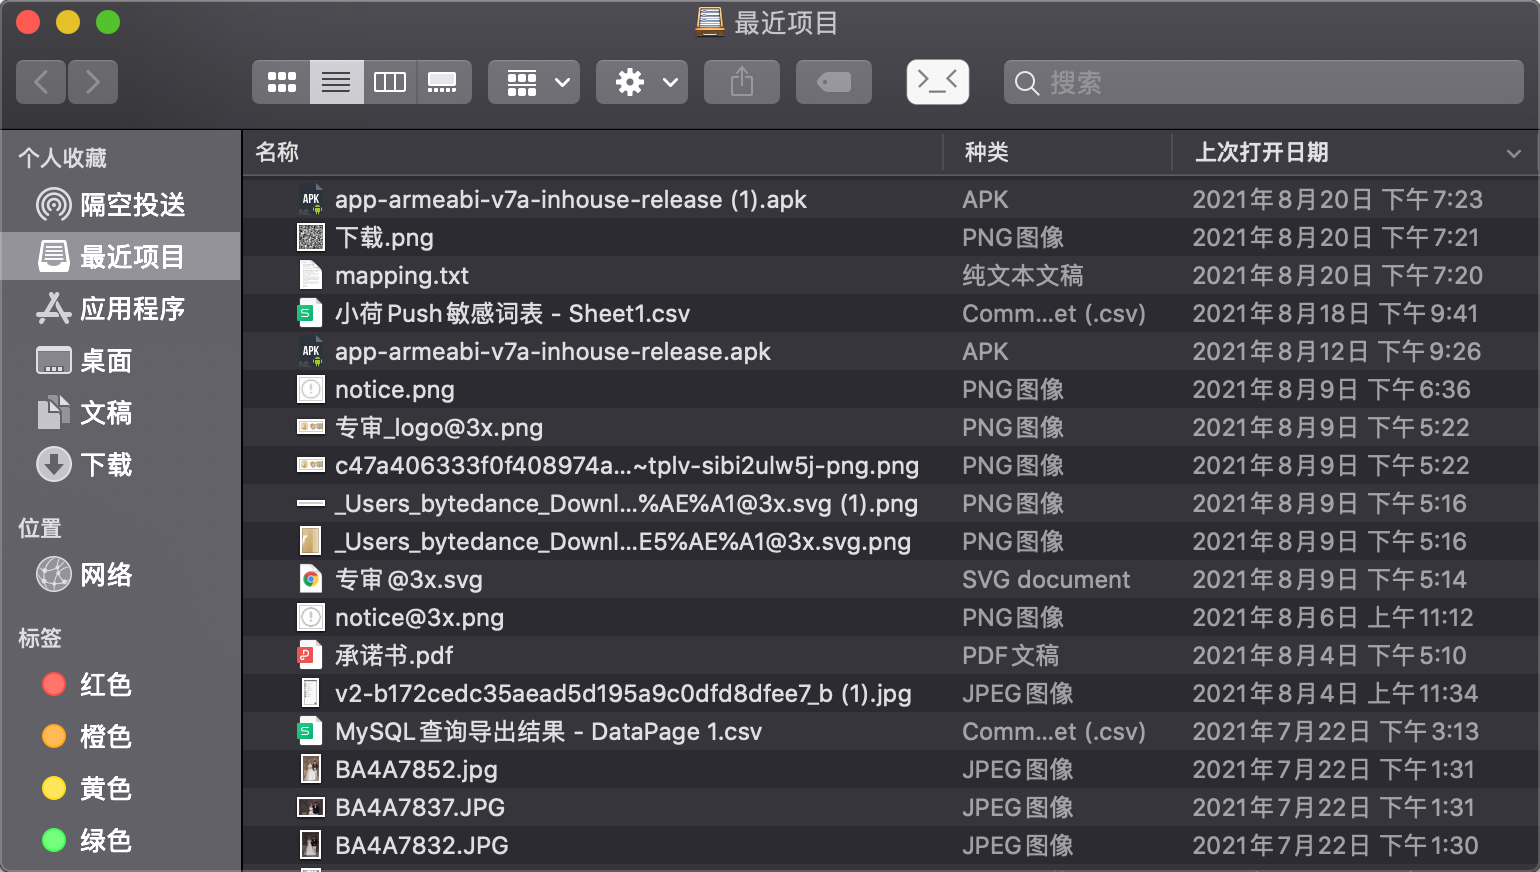 最近项目
搜索
个人收藏
隔空投送
最近项目
应用程序
桌面
文稿
下载
位置
网络
标签
红色
橙色
黄色
绿色
名称 种类 上次打开日期
app-armeabi-v7a-inhouse-release (1).apk APK 2021年8月20日 下午7:23
下载.png PNG图像 2021年8月20日 下午7:21
mapping.txt 纯文本文稿 2021年8月20日 下午7:20
小荷Push敏感词表 - Sheet1.csv Comm...et (.csv) 2021年8月18日 下午9:41
app-armeabi-v7a-inhouse-release.apk APK 2021年8月12日 下午9:26
notice.png PNG图像 2021年8月9日 下午6:36
专审_logo@3x.png PNG图像 2021年8月9日 下午5:22
c47a406333f0f408974a...~tplv-sibi2ulw5j-png.png PNG图像 2021年8月9日 下午5:22
_Users_bytedance_Downl...%AE%A1@3x.svg (1).png PNG图像 2021年8月9日 下午5:16
_Users_bytedance_Downl...E5%AE%A1@3x.svg.png PNG图像 2021年8月9日 下午5:16
专审@3x.svg SVG document 2021年8月9日 下午5:14
notice@3x.png PNG图像 2021年8月6日 上午11:12
承诺书.pdf PDF文稿 2021年8月4日 下午5:10
v2-b172cedc35aead5d195a9c0dfd8dfee7_b (1).jpg JPEG图像 2021年8月4日 上午11:34
MySQL查询导出结果 - DataPage 1.csv Comm...et (.csv) 2021年7月22日 下午3:13
BA4A7852.jpg JPEG图像 2021年7月22日 下午1:31
BA4A7837.JPG JPEG图像 2021年7月22日 下午1:31
BA4A7832.JPG JPEG图像 2021年7月22日 下午1:30